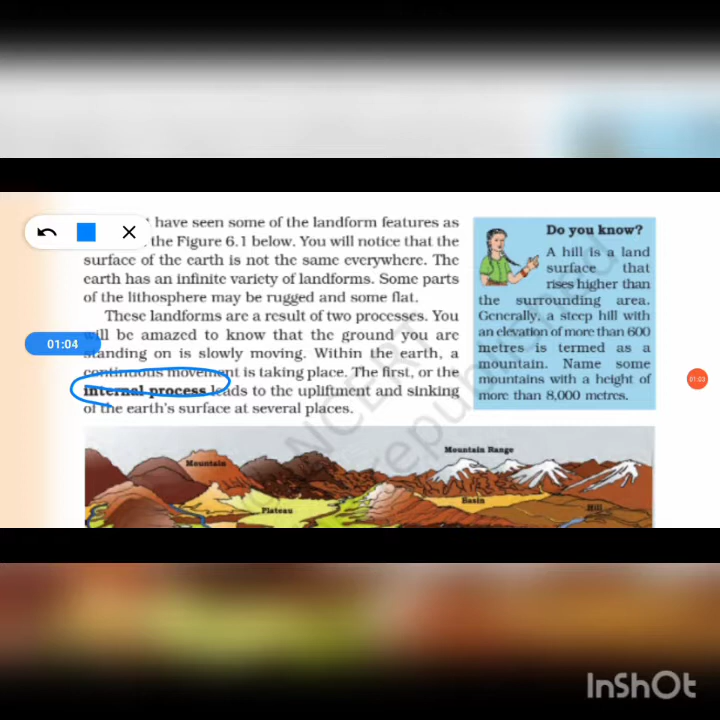 have seen some of the landform features as
the Figure 6.1 below. You will notice that the
surface of the earth is not the same everywhere. The
earth has an infinite variety of landforms. Some parts
of the lithosphere may be rugged and some flat.
These landforms are a result of two processes. You
will be amazed to know that the ground you are
standing on is slowly moving. Within the earth, a
continuous movement is taking place. The first, or the
internal process leads to the upliftment and sinking
of the earth's surface at several places.
Do you know?
A hill is a land
surface that
rises higher than
the surrounding area.
Generally, a steep hill with
an elevation of more than 600
metres is termed as a
mountain. Name some
mountains with a height of
more than 8,000 metres.
01:04
01:03
Mountain
Mountain Range
Plateau
Basin
Hill
NCERT
republished
InShOt